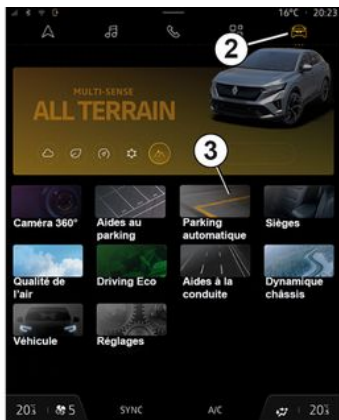 16°C 20:23
2
MULTI-SENSE
ALL TERRAIN
3
Caméra 360°
Aides au
parking
Parking
automatique
Sièges
Qualité de
l'air
Driving Eco
Aides à la
conduite
Dynamique
châssis
Véhicule
Réglages
20 5 SYNC A/C 20